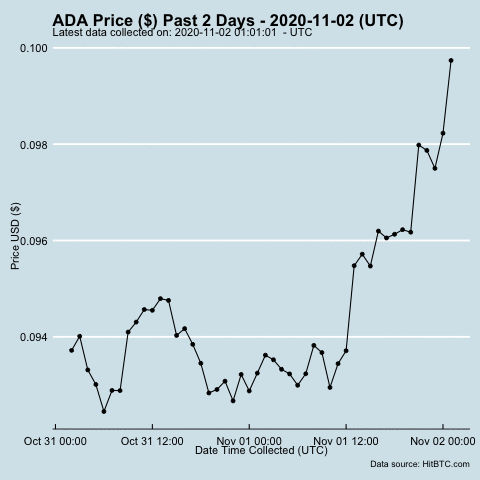 ADA Price ($) Past 2 Days - 2020-11-02 (UTC)
Latest data collected on: 2020-11-02 01:01:01 - UTC
0.100
0.098
0.096
0.094
Price USD ($)
Oct 31 00:00 Oct 31 12:00 Nov 01 00:00 Nov 01 12:00 Nov 02 00:00
Date Time Collected (UTC)
Data source: HitBTC.com